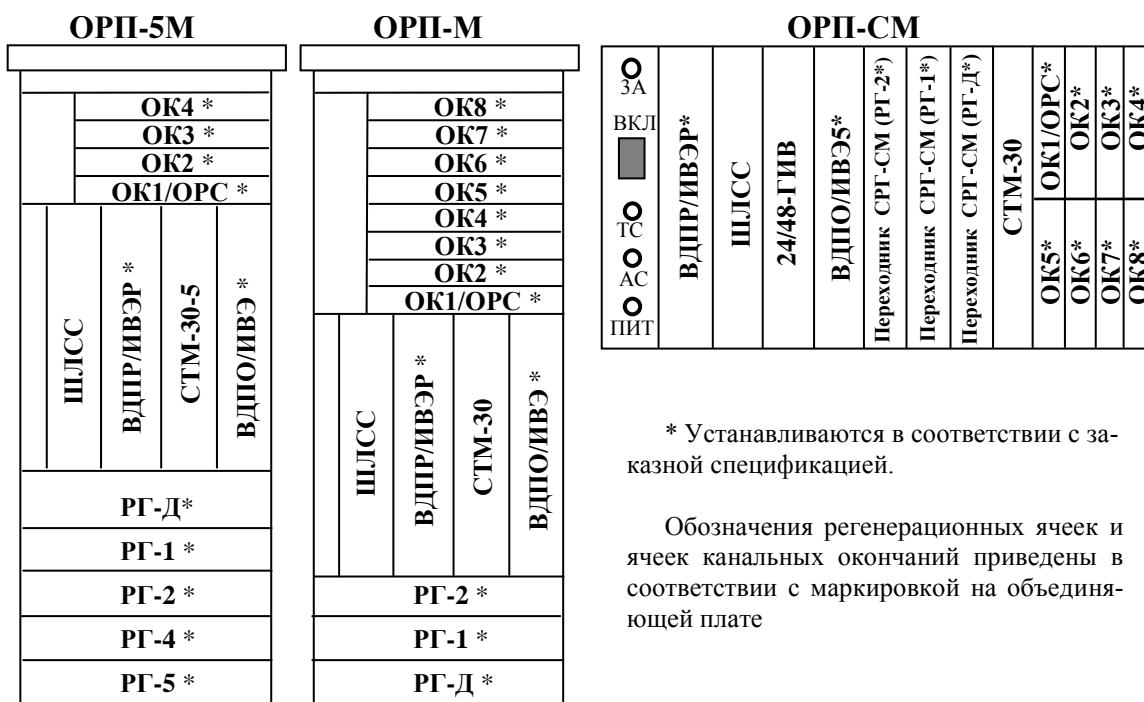 ОРП-5М
ОК4 *
ОК3 *
ОК2 *
ОК1/ОРС *
ШЛСС
ВДПР/ИВЭР *
СТМ-30-5
ВДПО/ИВЭ *
РГ-Д*
РГ-1 *
РГ-2 *
РГ-4 *
РГ-5 *
ОРП-М
ОК8 *
ОК7 *
ОК6 *
ОК5 *
ОК4 *
ОК3 *
ОК2 *
ОК1/ОРС *
ШЛСС
ВДПР/ИВЭР *
СТМ-30
ВДПО/ИВЭ *
РГ-2 *
РГ-1 *
РГ-Д *
ОРП-СМ
ЗА
ВКЛ
ТС
АС
ПИТ
ВДПР/ИВЭР*
ШЛСС
24/48-ГИВ
ВДПО/ИВЭ5*
Переходник СРГ-СМ (РГ-2*)
Переходник СРГ-СМ (РГ-1*)
Переходник СРГ-СМ (РГ-Д*)
СТМ-30
ОК1/ОРС*
ОК2*
ОК3*
ОК4*
ОК5*
ОК6*
ОК7*
ОК8*
* Устанавливаются в соответствии с за-
казной спецификацией.
Обозначения регенерационных ячеек и
ячеек канальных окончаний приведены в
соответствии с маркировкой на объединя-
ющей плате